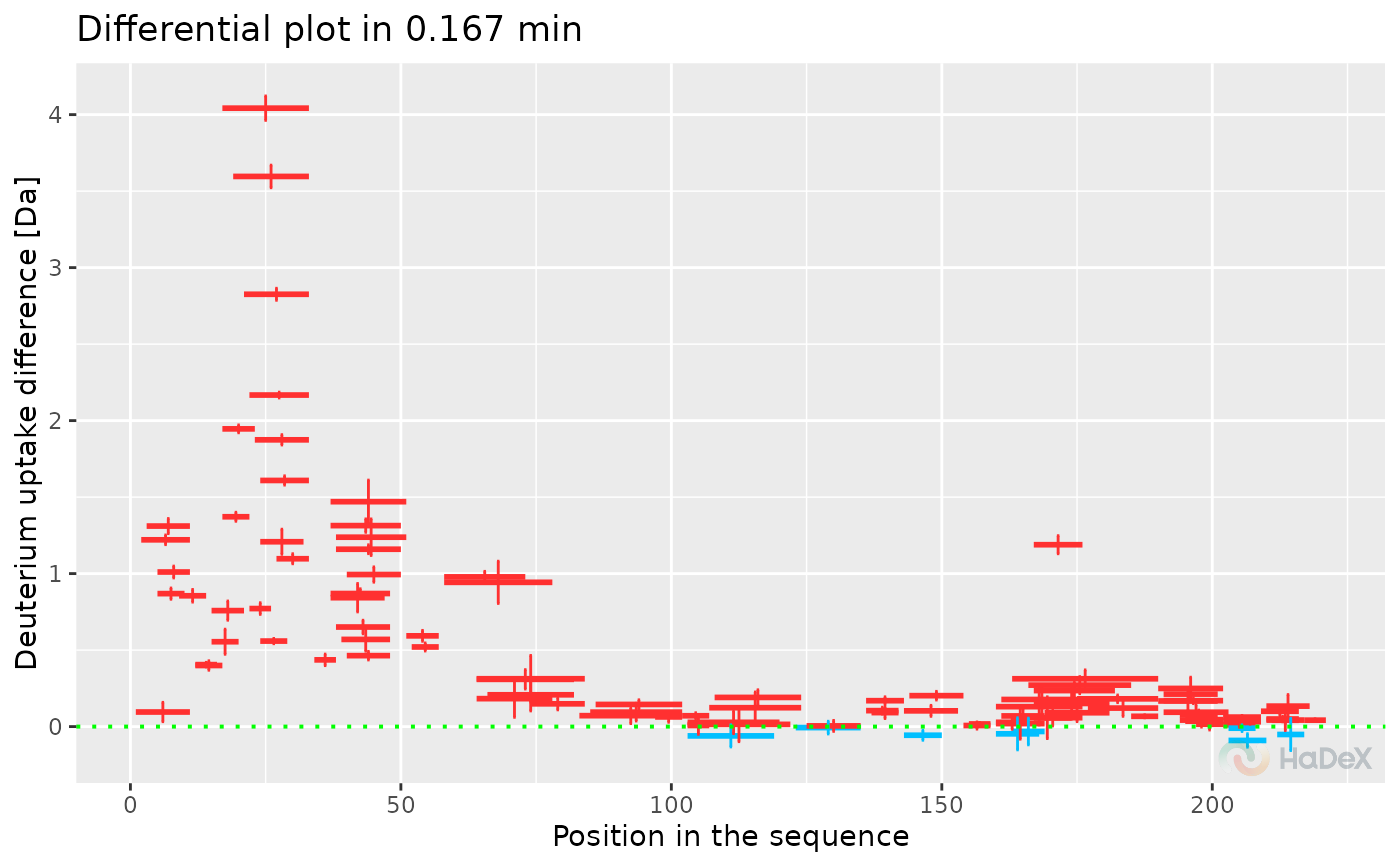 Differential plot in 0.167 min
Deuterium uptake difference [Da]
4
3
2
1
0
HaDeX
0 50 100 150 200
Position in the sequence